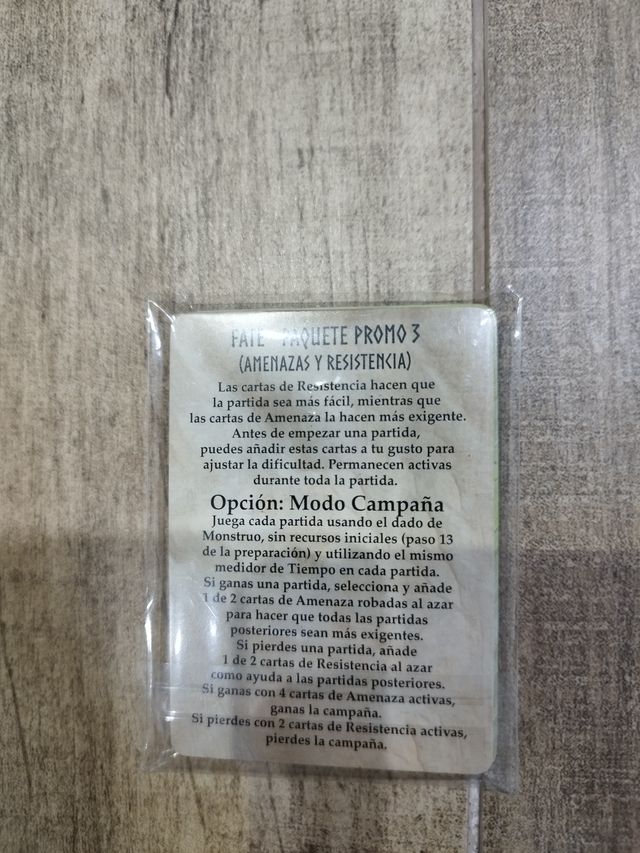 FATE - PAQUETE PROMO 3
(AMENAZAS Y RESISTENCIA)
Las cartas de Resistencia hacen que
la partida sea más fácil, mientras que
las cartas de Amenaza la hacen más exigente.
Antes de empezar una partida,
puedes añadir estas cartas a tu gusto para
ajustar la dificultad. Permanecen activas
durante toda la partida.
Opción: Modo Campaña
Juega cada partida usando el dado de
Monstruo, sin recursos iniciales (paso 13
de la preparación) y utilizando el mismo
medidor de Tiempo en cada partida.
Si ganas una partida, selecciona y añade
1 de 2 cartas de Amenaza robadas al azar
para hacer que todas las partidas
posteriores sean más exigentes.
Si pierdes una partida, añade
1 de 2 cartas de Resistencia al azar
como ayuda a las partidas posteriores.
Si ganas con 4 cartas de Amenaza activas,
ganas la campaña.
Si pierdes con 2 cartas de Resistencia activas,
pierdes la campaña.